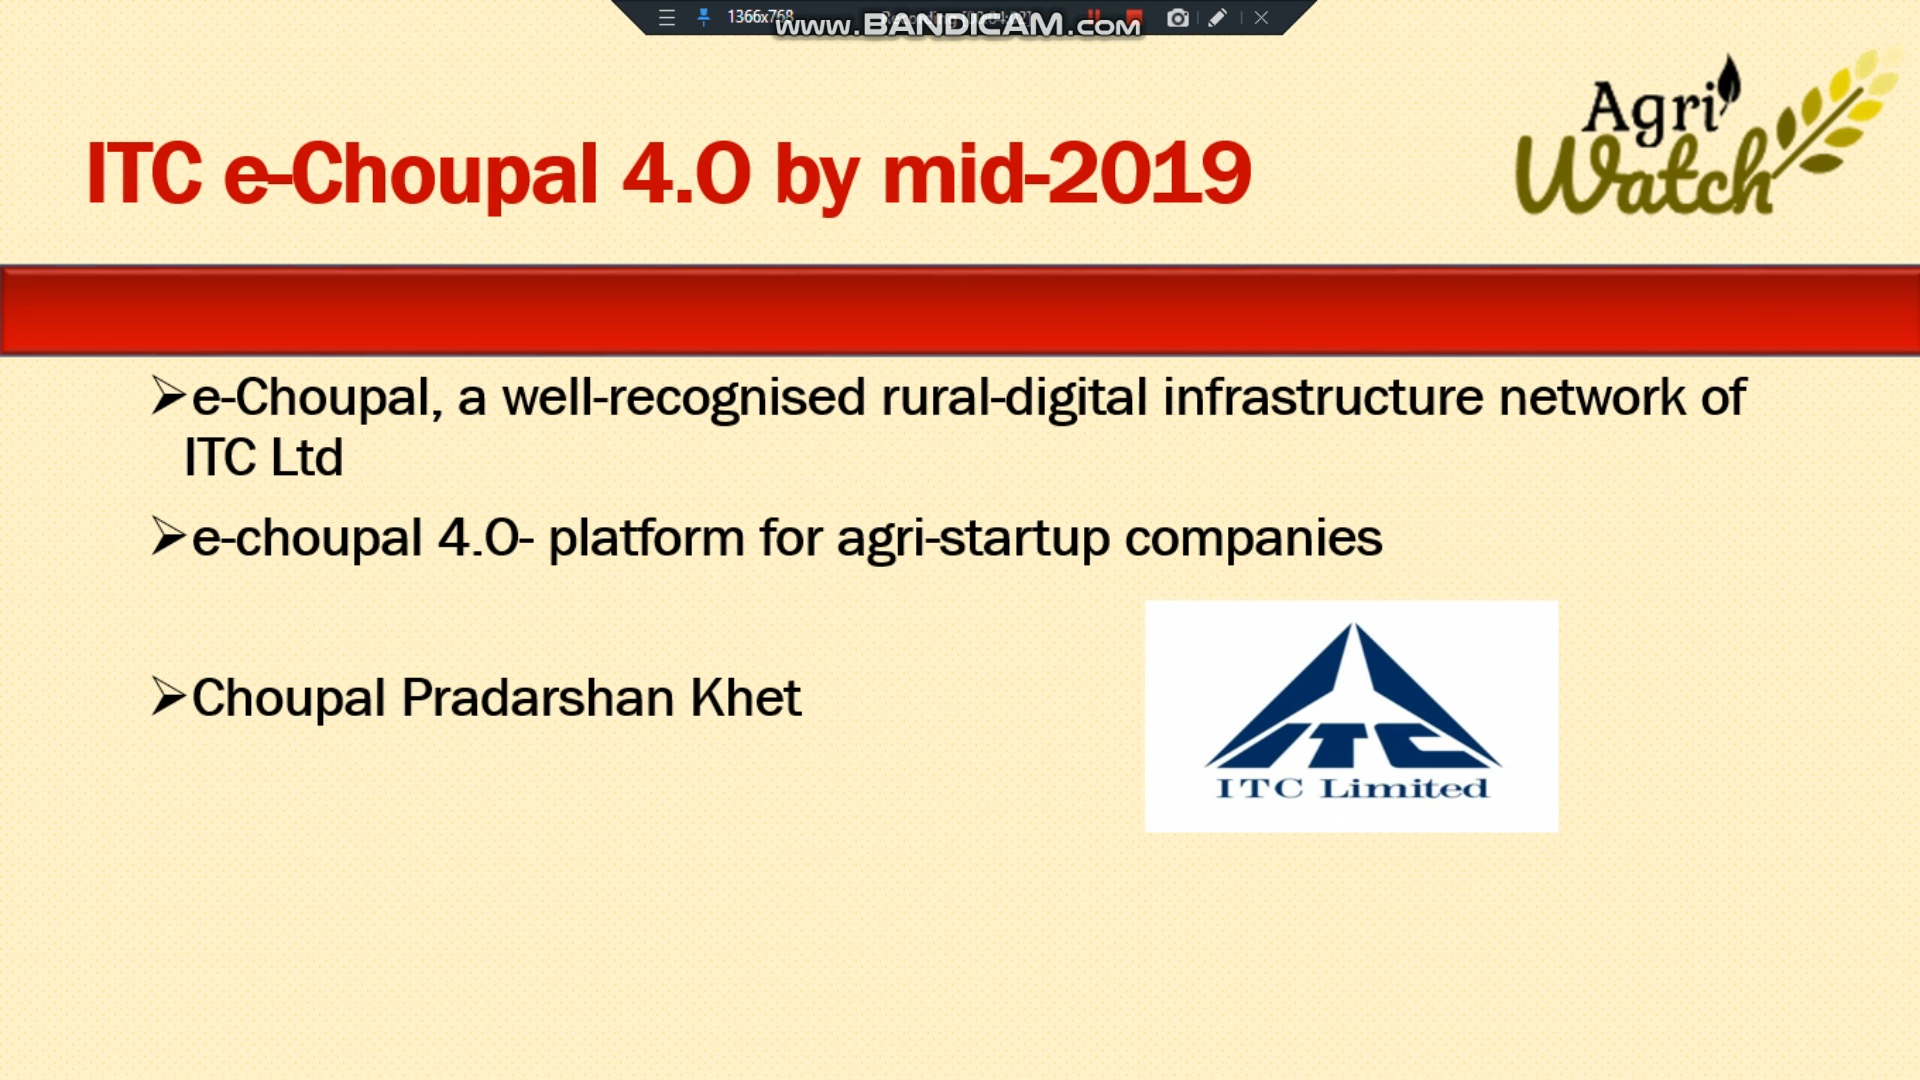 1366x768
www.BANDICAM.com
Agri
Watch
ITC e-Choupal 4.0 by mid-2019
➢e-Choupal, a well-recognised rural-digital infrastructure network of
ITC Ltd
➢e-choupal 4.0- platform for agri-startup companies
➢Choupal Pradarshan Khet
ITC
ITC Limited